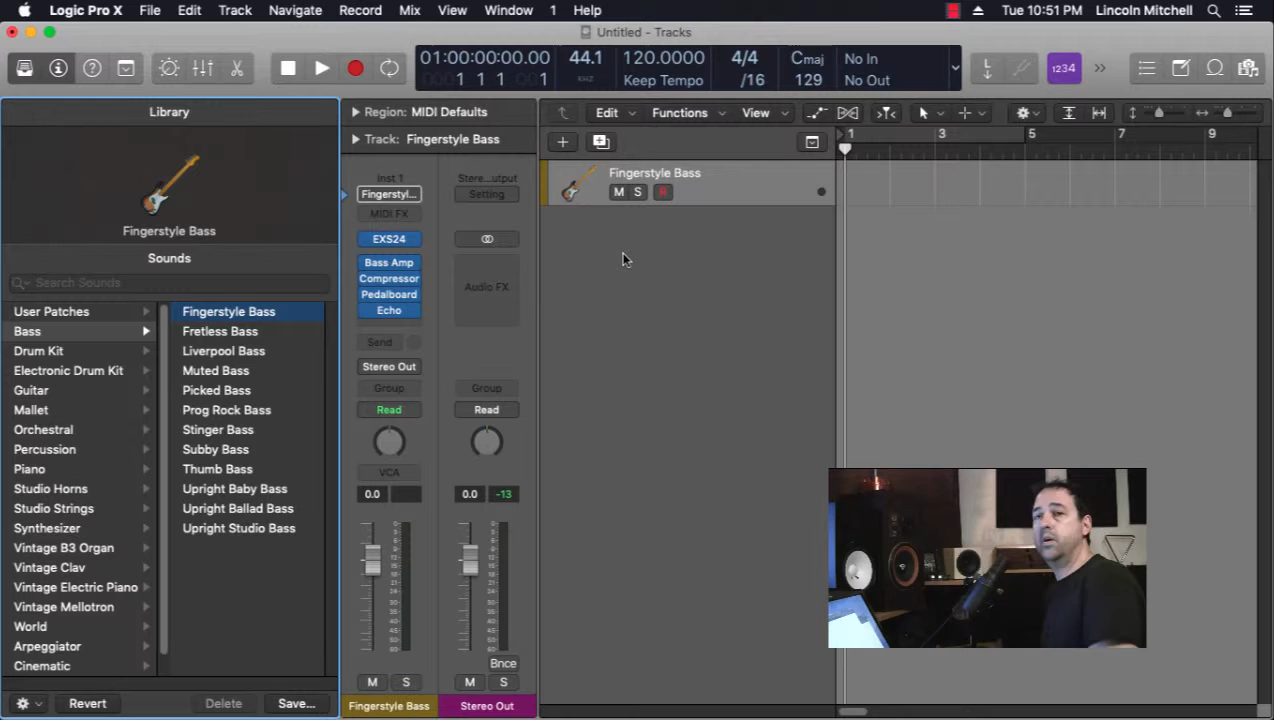 Logic Pro X File Edit Track Navigate Record Mix View Window 1 Help Tue 10:51 PM Lincoln Mitchell
Untitled - Tracks
01:00:00:00.00 44.1 120.0000 4/4 Cmaj No In
1 1 1 1 KHZ Keep Tempo /16 129 No Out
1234
Library
Region: MIDI Defaults
Track: Fingerstyle Bass
Edit Functions View
1 3 5 7 9
Fingerstyle Bass
M S R
Fingerstyle Bass
Sounds
Search Sounds
User Patches
Bass
Drum Kit
Electronic Drum Kit
Guitar
Mallet
Orchestral
Percussion
Piano
Studio Horns
Studio Strings
Synthesizer
Vintage B3 Organ
Vintage Clav
Vintage Electric Piano
Vintage Mellotron
World
Arpeggiator
Cinematic
Fingerstyle Bass
Fretless Bass
Liverpool Bass
Muted Bass
Picked Bass
Prog Rock Bass
Stinger Bass
Subby Bass
Thumb Bass
Upright Baby Bass
Upright Ballad Bass
Upright Studio Bass
Revert Delete Save...
Inst 1
Fingerstyl...
MIDI FX
EXS24
Bass Amp
Compressor
Pedalboard
Echo
Send
Stereo Out
Group
Read
VCA
0.0
M S
Fingerstyle Bass
Stere...utput
Setting
Audio FX
Group
Read
0.0 -13
Bnce
M S
Stereo Out